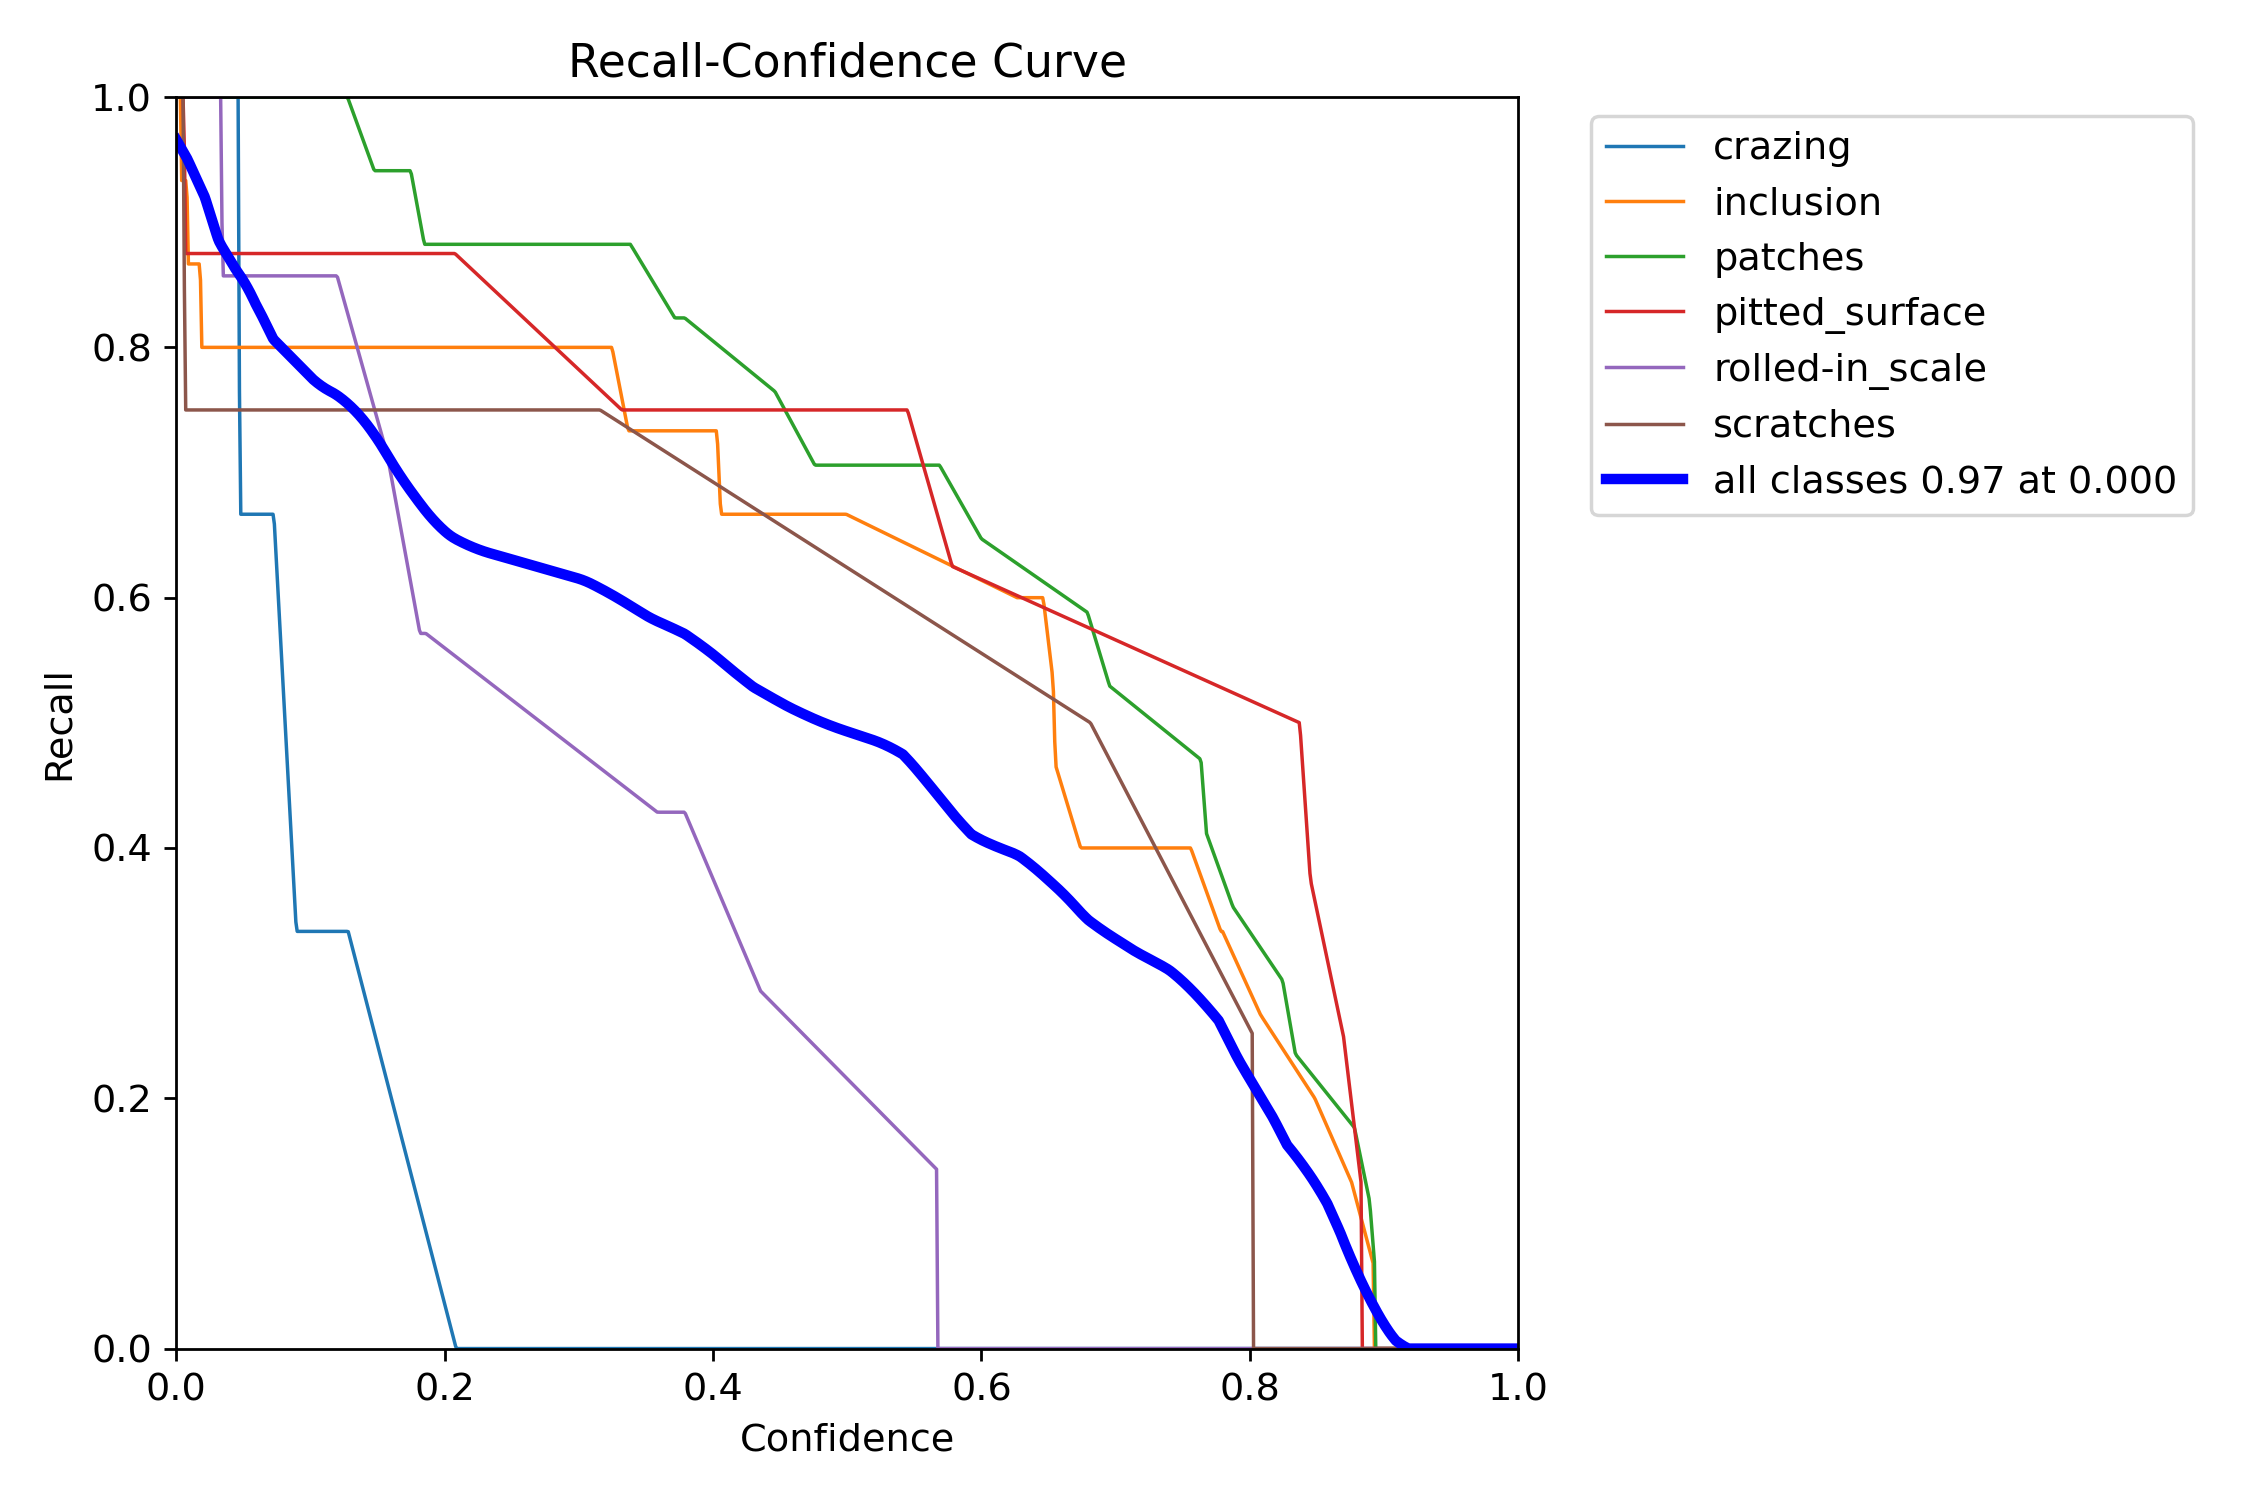 Recall-Confidence Curve
1.0
0.8
0.6
0.4
0.2
0.0
Recall
0.0 0.2 0.4 0.6 0.8 1.0
Confidence
crazing
inclusion
patches
pitted_surface
rolled-in_scale
scratches
all classes 0.97 at 0.000